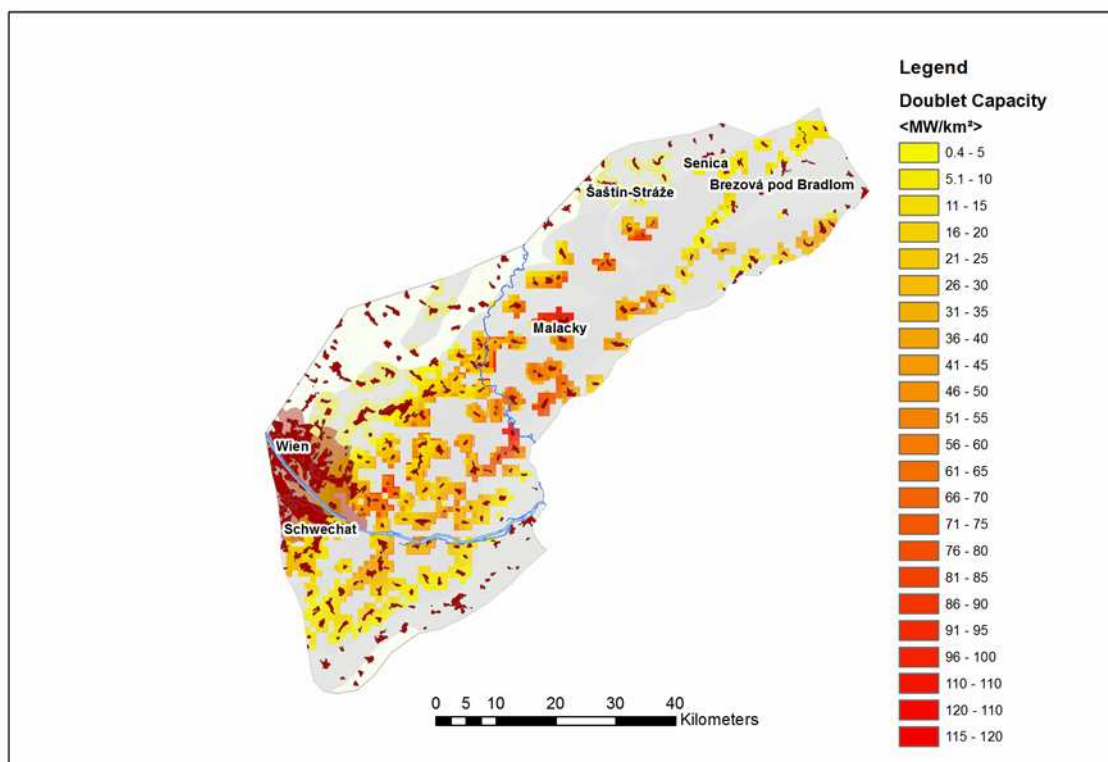 Legend
Doublet Capacity
<MW/km²>
0.4 - 5
5.1 - 10
11 - 15
16 - 20
21 - 25
26 - 30
31 - 35
36 - 40
41 - 45
46 - 50
51 - 55
56 - 60
61 - 65
66 - 70
71 - 75
76 - 80
81 - 85
86 - 90
91 - 95
96 - 100
110 - 110
120 - 110
115 - 120
Senica
Brezová pod Bradlom
Šaštín-Stráže
Malacky
Wien
Schwechat
0 5 10 20 30 40
Kilometers